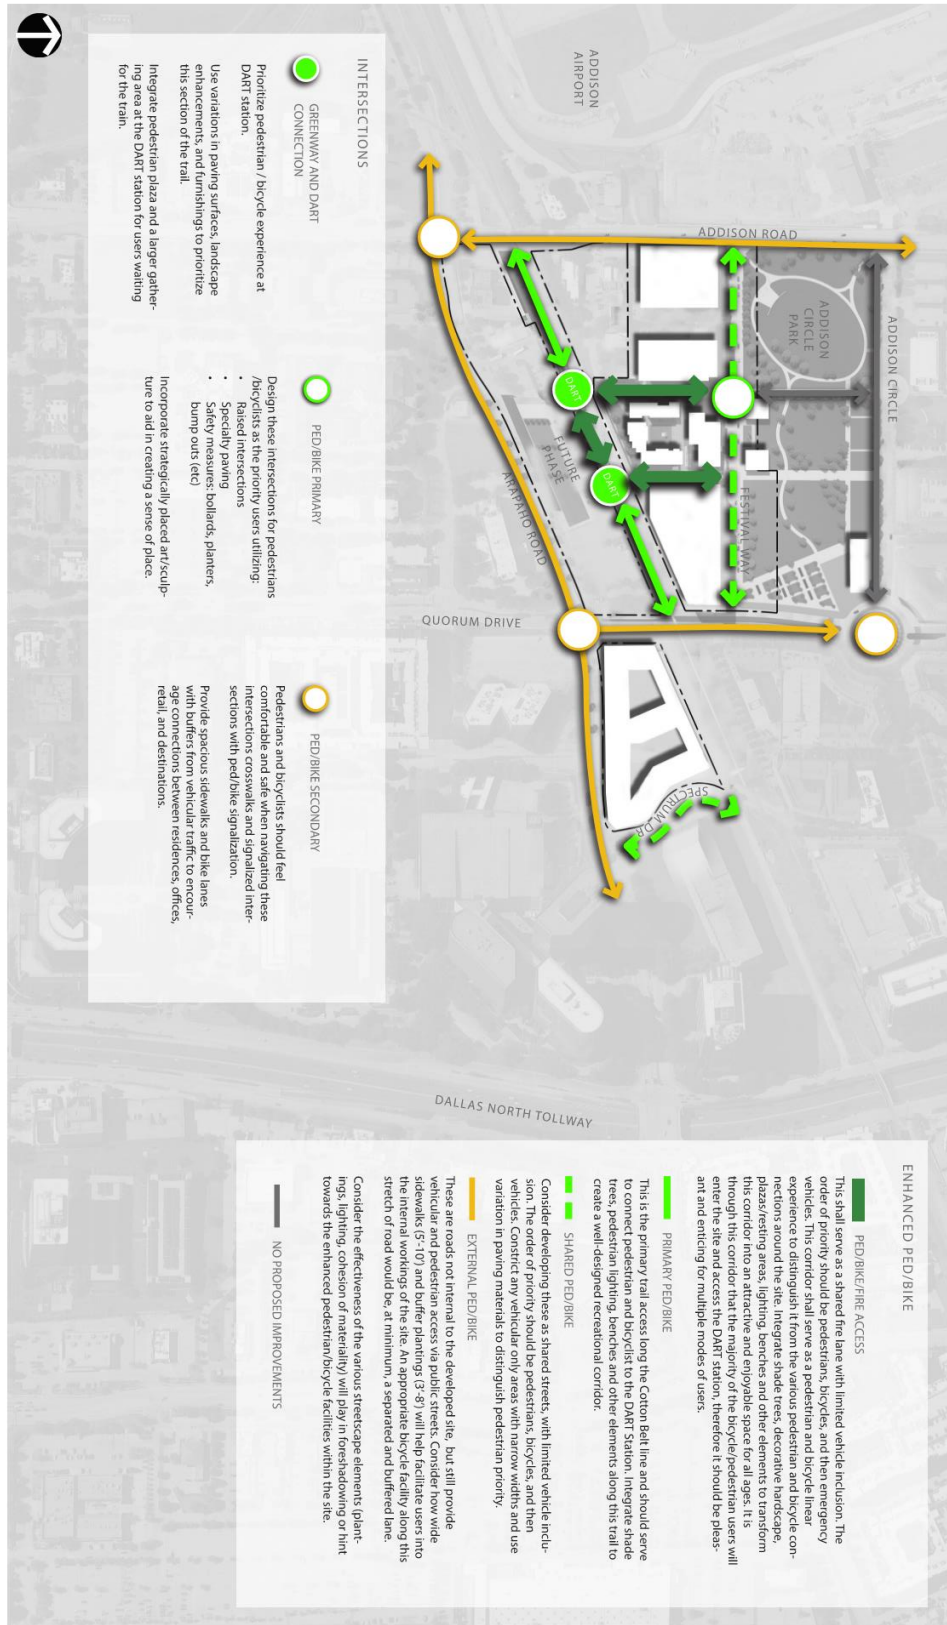 ENHANCED PED/BIKE
PED/BIKE/FIRE ACCESS
This shall serve as a shared fire lane with limited vehicle inclusion. The
order of priority should be pedestrians, bicycles, and then emergency
vehicles. This corridor shall serve as a pedestrian and bicycle linear
experience to distinguish it from the various pedestrian and bicycle con-
nections around the site. Integrate shade trees, decorative hardscape,
plazas/resting areas, lighting, benches and other elements to transform
this corridor into an attractive and enjoyable space for all ages. It is
through this corridor that the majority of the bicycle/pedestrian users will
enter the site and access the DART station, therefore it should be pleas-
ant and enticing for multiple modes of users.
PRIMARY PED/BIKE
This is the primary trail access long the Cotton Belt line and should serve
to connect pedestrian and bicyclist to the DART Station. Integrate shade
trees, pedestrian lighting, benches and other elements along this trail to
create a well-designed recreational corridor.
SHARED PED/BIKE
Consider developing these as shared streets, with limited vehicle inclu-
sion. The order of priority should be pedestrians, bicycles, and then
vehicles. Constrict any vehicular only areas with narrow widths and use
variation in paving materials to distinguish pedestrian priority.
EXTERNAL PED/BIKE
These are roads not internal to the developed site, but still provide
vehicular and pedestrian access via public streets. Consider how wide
sidewalks (5'-10') and buffer plantings (3'-8') will help facilitate users into
the internal workings of the site. An appropriate bicycle facility along this
stretch of road would be, at minimum, a separated and buffered lane.
Consider the effectiveness of the various streetscape elements (plant-
ings, lighting, cohesion of materiality) will play in foreshadowing or hint
towards the enhanced pedestrian/bicycle facilities within the site.
NO PROPOSED IMPROVEMENTS
ADDISON CIRCLE
ADDISON
CIRCLE
PARK
ADDISON ROAD
FESTIVAL WAY
ADDISON
AIRPORT
DART
DART
FUTURE
PHASE
ARAPAHO ROAD
QUORUM DRIVE
SPECTRUM DR
DALLAS NORTH TOLLWAY
INTERSECTIONS
GREENWAY AND DART
CONNECTION
Prioritize pedestrian / bicycle experience at
DART station.
Use variations in paving surfaces, landscape
enhancements, and furnishings to prioritize
this section of the trail.
Integrate pedestrian plaza and a larger gather-
ing area at the DART station for users waiting
for the train.
PED/BIKE PRIMARY
Design these intersections for pedestrians
/bicyclists as the priority users utilizing:
• Raised intersections
• Specialty paving
• Safety measures: bollards, planters,
bump outs (etc)
Incorporate strategically placed art/sculp-
ture to aid in creating a sense of place.
PED/BIKE SECONDARY
Pedestrians and bicyclists should feel
comfortable and safe when navigating these
intersections crosswalks and signalized inter-
sections with ped/bike signalization.
Provide spacious sidewalks and bike lanes
with buffers from vehicular traffic to encour-
age connections between residences, offices,
retail, and destinations.